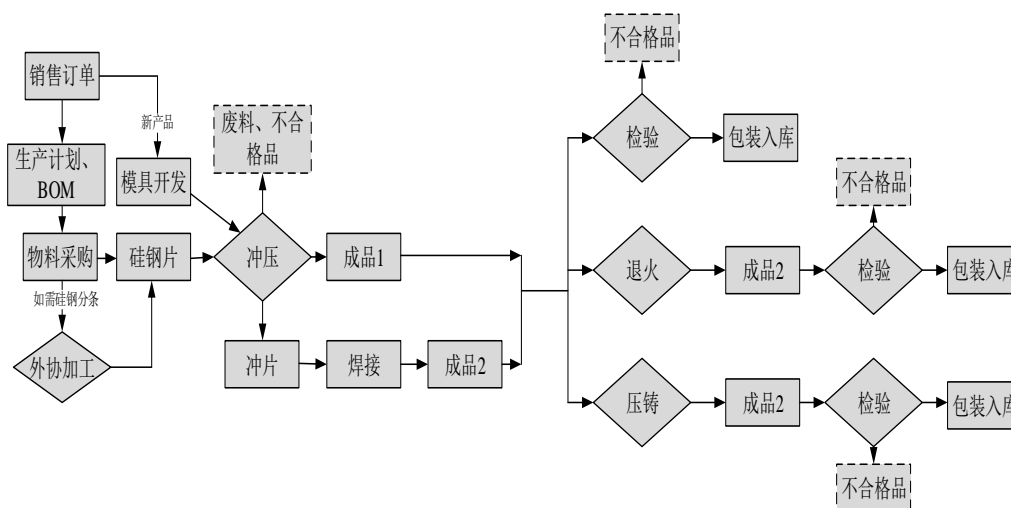 不合格品
销售订单
新产品
废料、不合
格品
检验
包装入库
生产计划、
BOM
模具开发
不合格品
物料采购
硅钢片
冲压
成品1
退火
成品2
检验
包装入库
如需硅钢分条
外协加工
冲片
焊接
成品2
压铸
成品2
检验
包装入库
不合格品